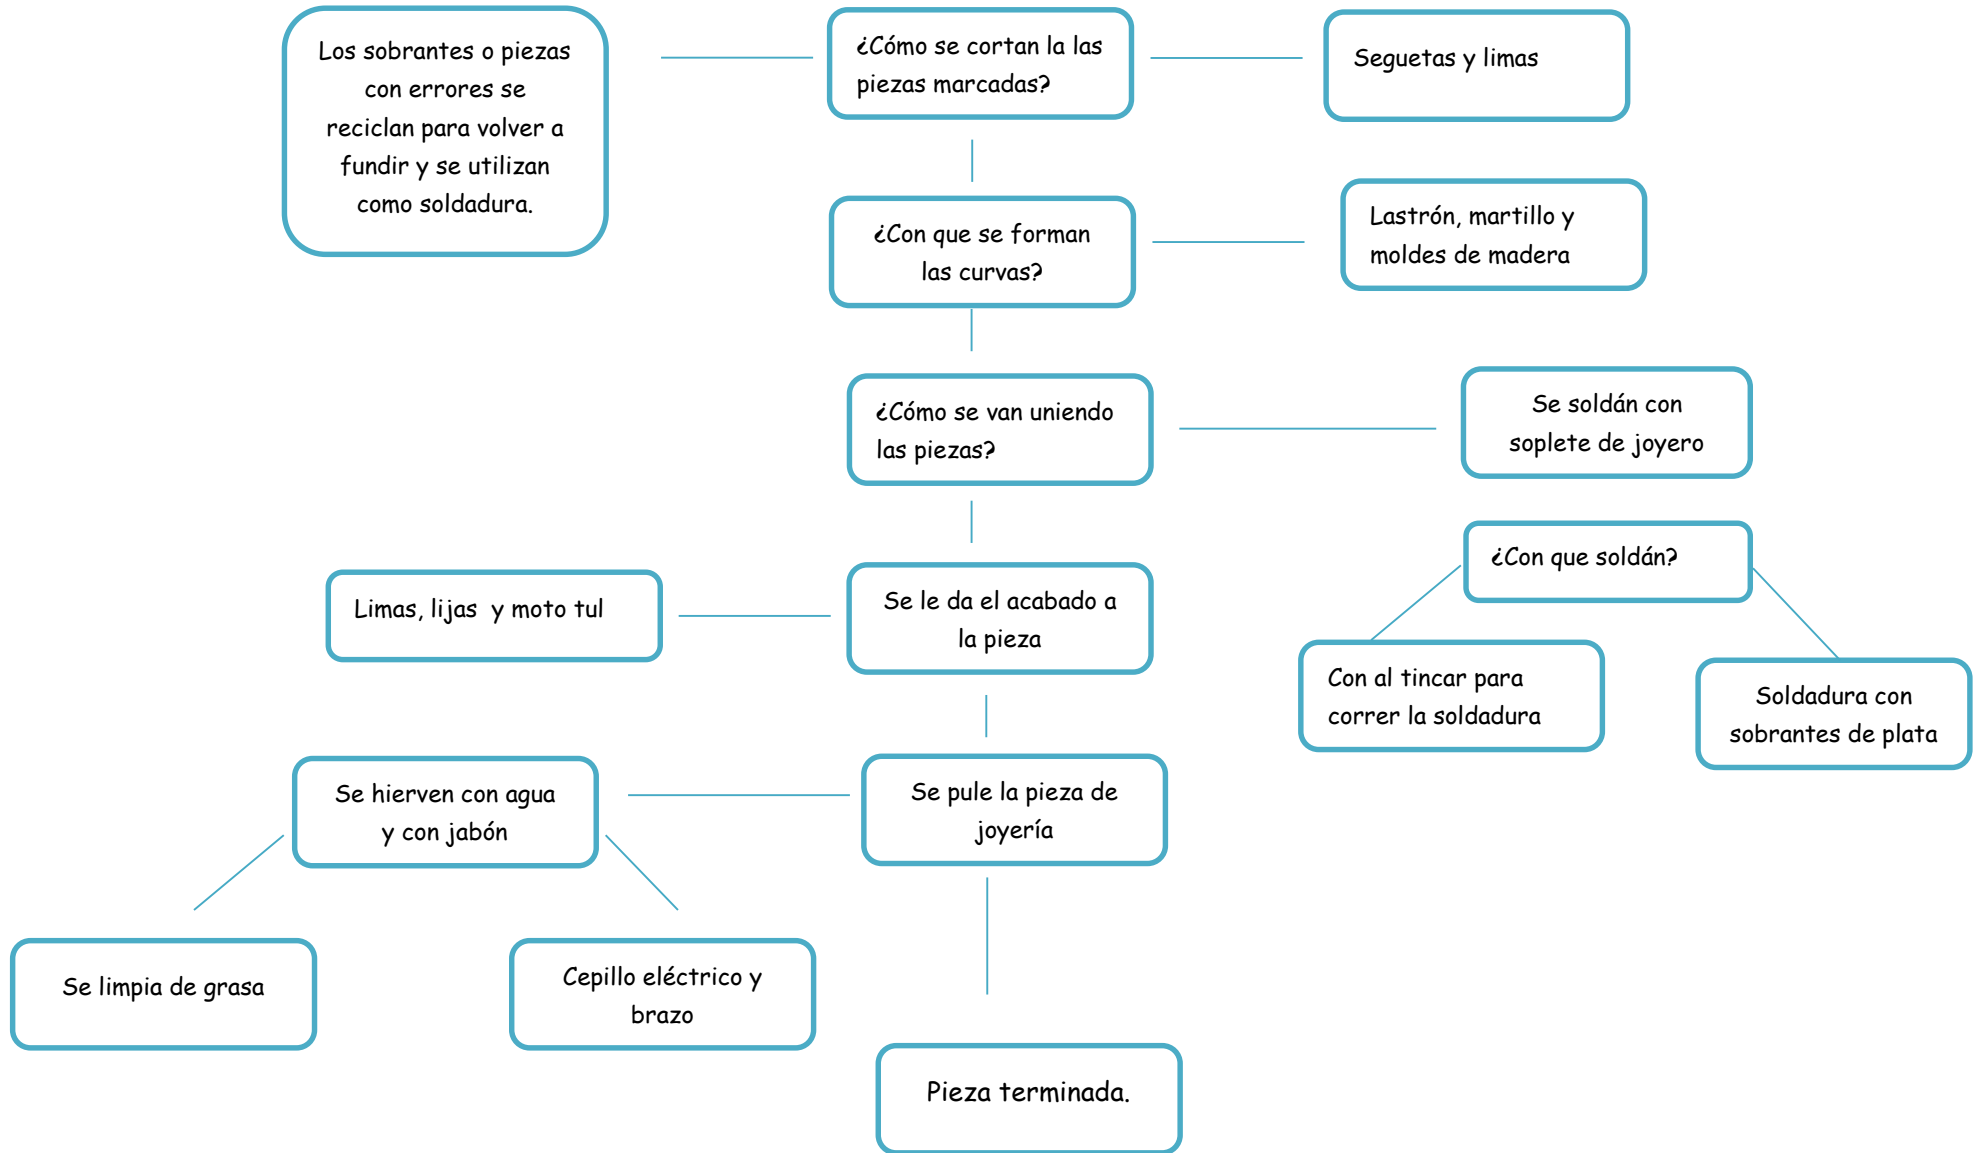 Los sobrantes o piezas
con errores se
reciclan para volver a
fundir y se utilizan
como soldadura.
¿Cómo se cortan la las
piezas marcadas?
Seguetas y limas
¿Con que se forman
las curvas?
Lastrón, martillo y
moldes de madera
¿Cómo se van uniendo
las piezas?
Se soldán con
soplete de joyero
¿Con que soldán?
Con al tincar para
correr la soldadura
Soldadura con
sobrantes de plata
Limas, lijas  y moto tul
Se le da el acabado a
la pieza
Se hierven con agua
y con jabón
Se pule la pieza de
joyería
Se limpia de grasa
Cepillo eléctrico y
brazo
Pieza terminada.